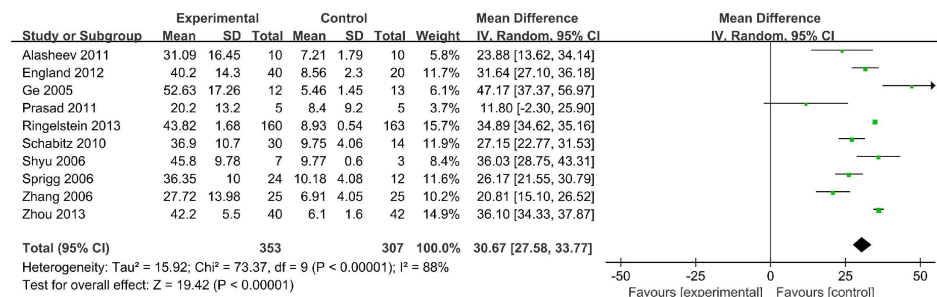 Experimental Control Mean Difference Mean Difference
Study or Subgroup Mean SD Total Mean SD Total Weight IV, Random, 95% CI IV, Random, 95% CI
Alasheev 2011 31.09 16.45 10 7.21 1.79 10 5.8% 23.88 [13.62, 34.14]
England 2012 40.2 14.3 40 8.56 2.3 20 11.7% 31.64 [27.10, 36.18]
Ge 2005 52.63 17.26 12 5.46 1.45 13 6.1% 47.17 [37.37, 56.97]
Prasad 2011 20.2 13.2 5 8.4 9.2 5 3.8% 11.80 [-2.30, 25.90]
Ringelstein 2013 43.82 1.68 160 8.93 0.54 163 15.7% 34.89 [34.62, 35.16]
Schabitz 2010 36.9 10.7 30 9.75 4.06 14 12.0% 27.15 [22.77, 31.53]
Shyu 2006 45.8 9.78 7 9.77 0.6 3 8.4% 36.03 [28.75, 43.31]
Sprigg 2006 36.35 10 24 10.18 4.08 12 11.6% 26.17 [21.55, 30.79]
Zhang 2006 27.72 13.98 25 6.91 4.05 25 10.1% 20.81 [15.10, 26.52]
Zhou 2013 42.2 5.5 40 6.1 1.6 42 14.9% 36.10 [34.33, 37.87]
Total (95% CI) 353 307 100.0% 30.67 [27.58, 33.77]
Heterogeneity: Tau² = 15.92; Chi² = 73.37, df = 9 (P < 0.00001); I² = 88%
Test for overall effect: Z = 19.42 (P < 0.00001)
-50 -25 0 25 50
Favours [experimental] Favours [control]